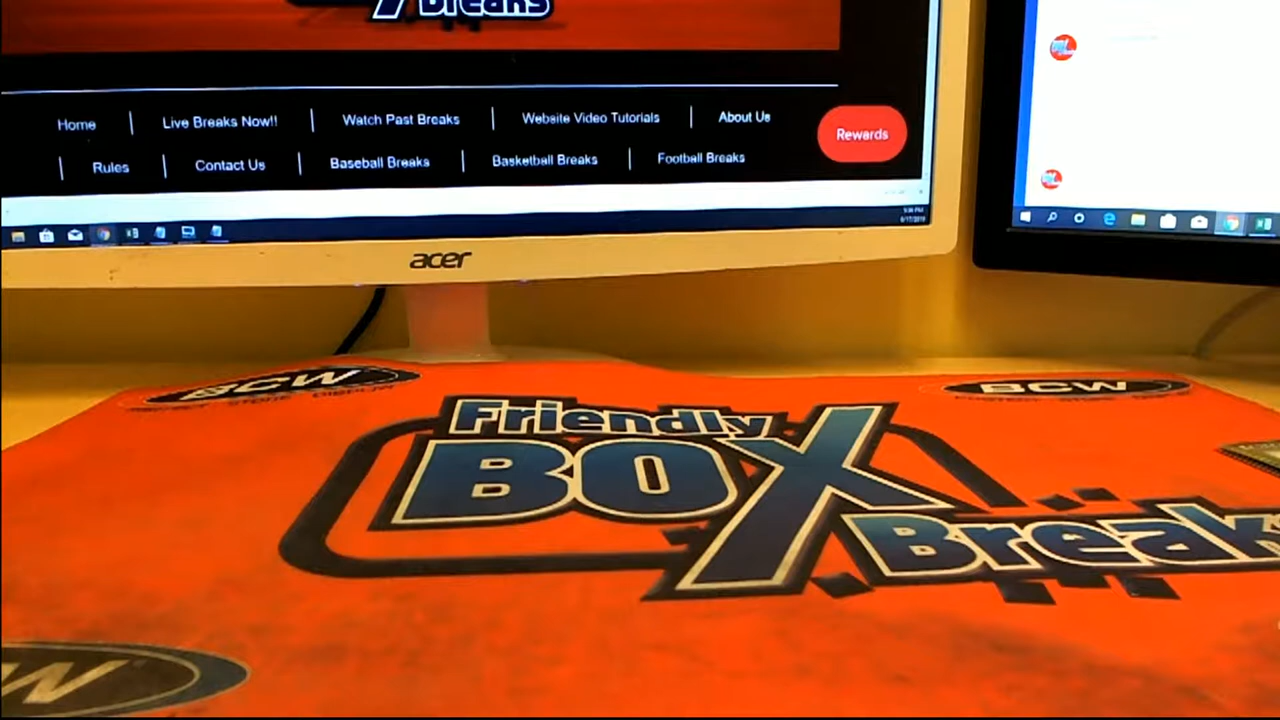 Breaks
Home
Live Breaks Now!!
Watch Past Breaks
Website Video Tutorials
About Us
Rewards
Rules
Contact Us
Baseball Breaks
Basketball Breaks
Football Breaks
acer
BCW
BCW
Friendly
BOX
Break
W